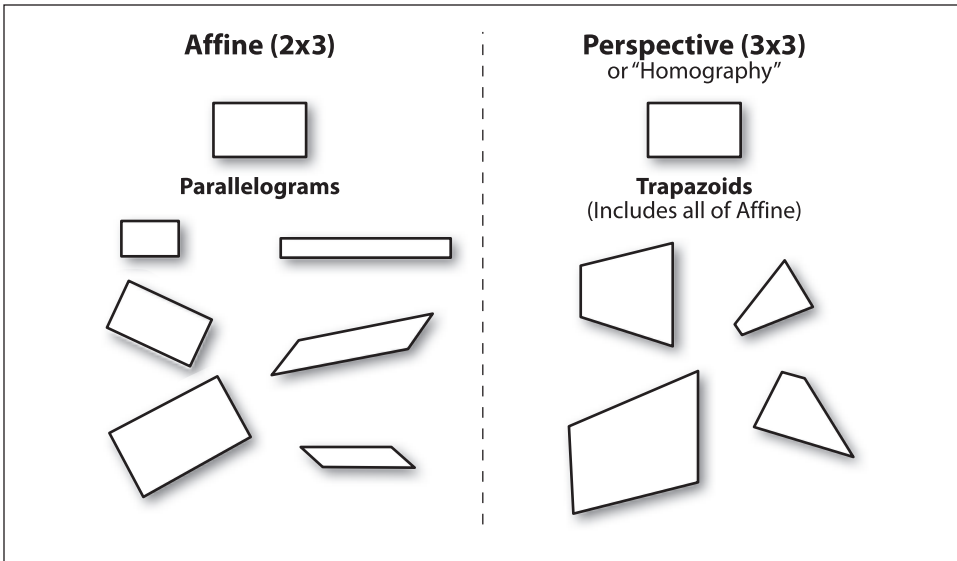 Affine (2x3)
Parallelograms
Perspective (3x3)
or “Homography”
Trapazoids
(Includes all of Affine)